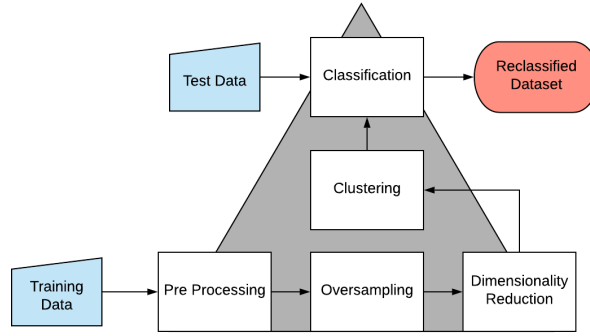 Test Data
Classification
Reclassified
Dataset
Clustering
Training
Data
Pre Processing
Oversampling
Dimensionality
Reduction